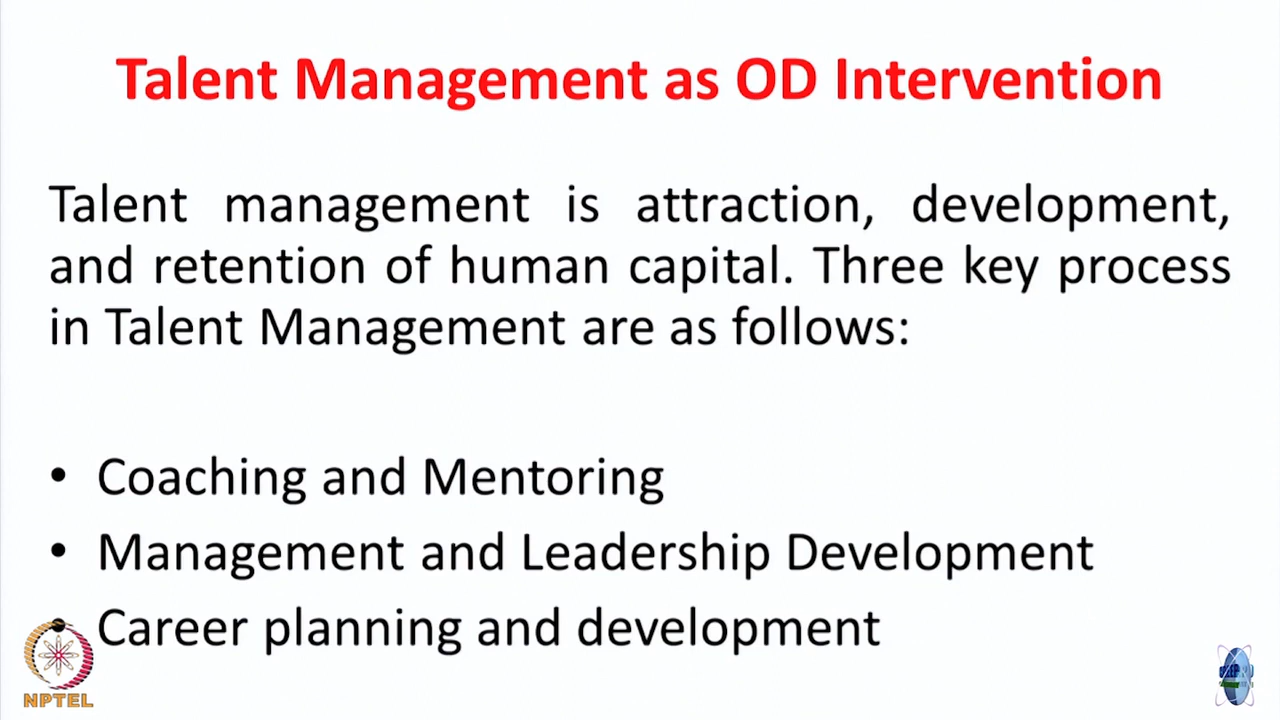 Talent Management as OD Intervention
Talent management is attraction, development,
and retention of human capital. Three key process
in Talent Management are as follows:
• Coaching and Mentoring
• Management and Leadership Development
• Career planning and development
NPTEL